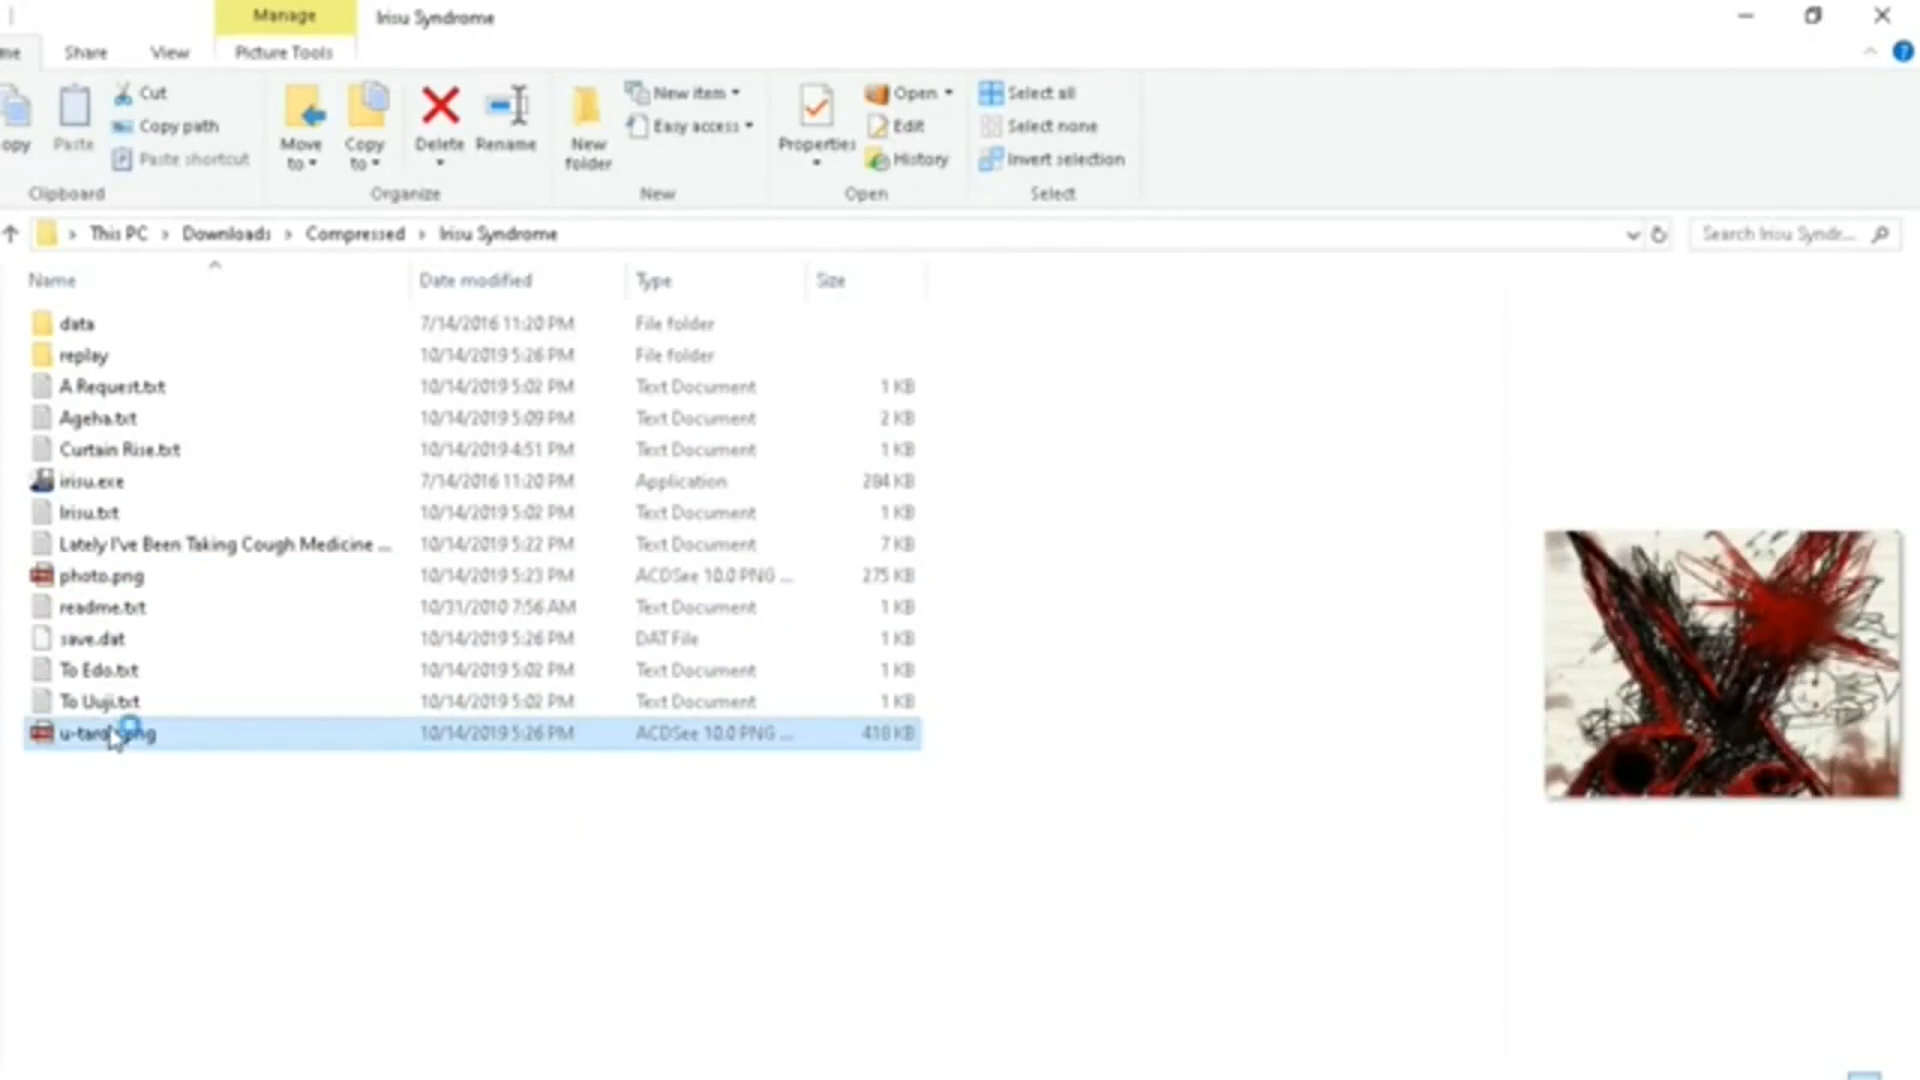 Manage
Irisu Syndrome
Share
View
Picture Tools
Cut
Copy path
Paste shortcut
Paste
Clipboard
Move to
Copy to
Delete
Rename
Organize
New folder
New item
Easy access
New
Properties
Open
Edit
History
Open
Select all
Select none
Invert selection
Select
This PC > Downloads > Compressed > Irisu Syndrome
Search Irisu Syndr...
Name Date modified Type Size
data 7/14/2016 11:20 PM File folder
replay 10/14/2019 5:26 PM File folder
A Request.txt 10/14/2019 5:02 PM Text Document 1 KB
Ageha.txt 10/14/2019 5:09 PM Text Document 2 KB
Curtain Rise.txt 10/14/2019 4:51 PM Text Document 1 KB
irisu.exe 7/14/2016 11:20 PM Application 284 KB
Irisu.txt 10/14/2019 5:02 PM Text Document 1 KB
Lately I've Been Taking Cough Medicine ... 10/14/2019 5:22 PM Text Document 7 KB
photo.png 10/14/2019 5:23 PM ACDSee 10.0 PNG ... 275 KB
readme.txt 10/31/2010 7:56 AM Text Document 1 KB
save.dat 10/14/2019 5:26 PM DAT File 1 KB
To Edo.txt 10/14/2019 5:02 PM Text Document 1 KB
To Uuji.txt 10/14/2019 5:02 PM Text Document 1 KB
10/14/2019 5:26 PM ACDSee 10.0 PNG ... 418 KB